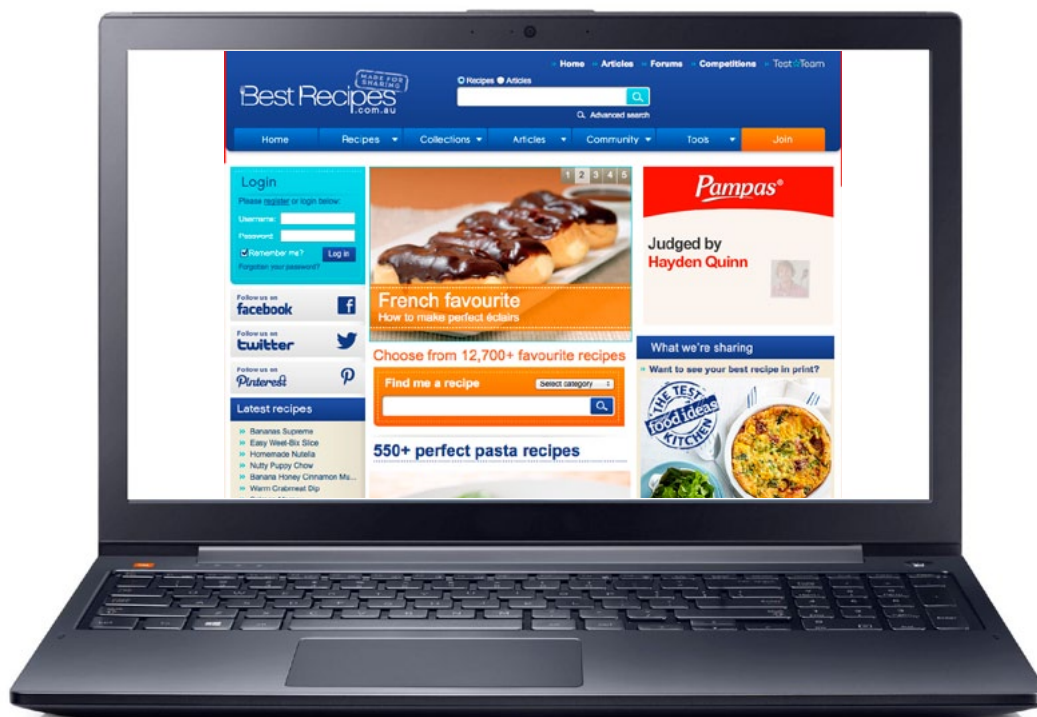 Home Articles Forums Competitions Test Team
MADE FOR
SHARING
Best Recipes
.com.au
Recipes Articles
Advanced search
Home Recipes Collections Articles Community Tools Join
Login
Please register or login below:
Username:
Password:
Remember me? Log in
Forgotten your password?
Follow us on
facebook
Follow us on
twitter
Follow us on
Pinterest
Latest recipes
» Bananas Supreme
» Easy Weet-Bix Slice
» Homemade Nutella
» Nutty Puppy Chow
» Banana Honey Cinnamon Mu...
» Warm Crabmeat Dip
1 2 3 4 5
French favourite
How to make perfect éclairs
Choose from 12,700+ favourite recipes
Find me a recipe Select category
550+ perfect pasta recipes
Pampas®
Judged by
Hayden Quinn
What we're sharing
» Want to see your best recipe in print?
THE TEST
food ideas
KITCHEN